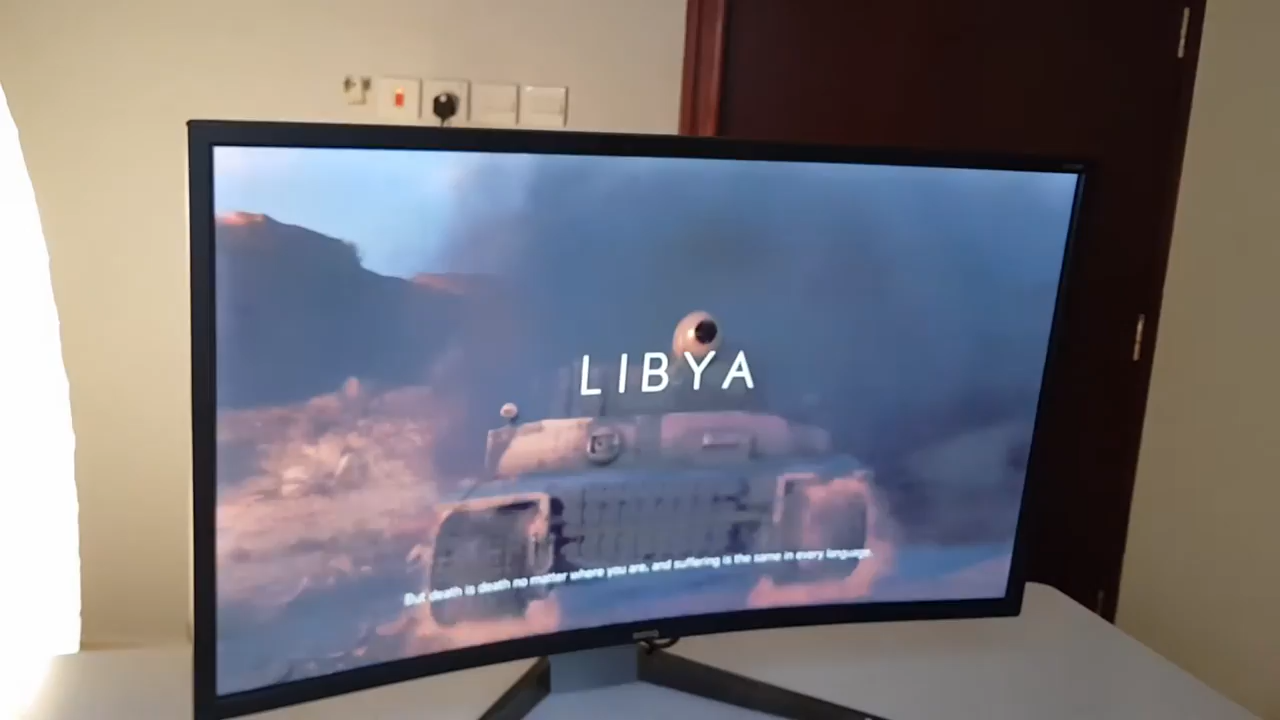 LIBYA
But death is death no matter where you are, and suffering is the same in every language.